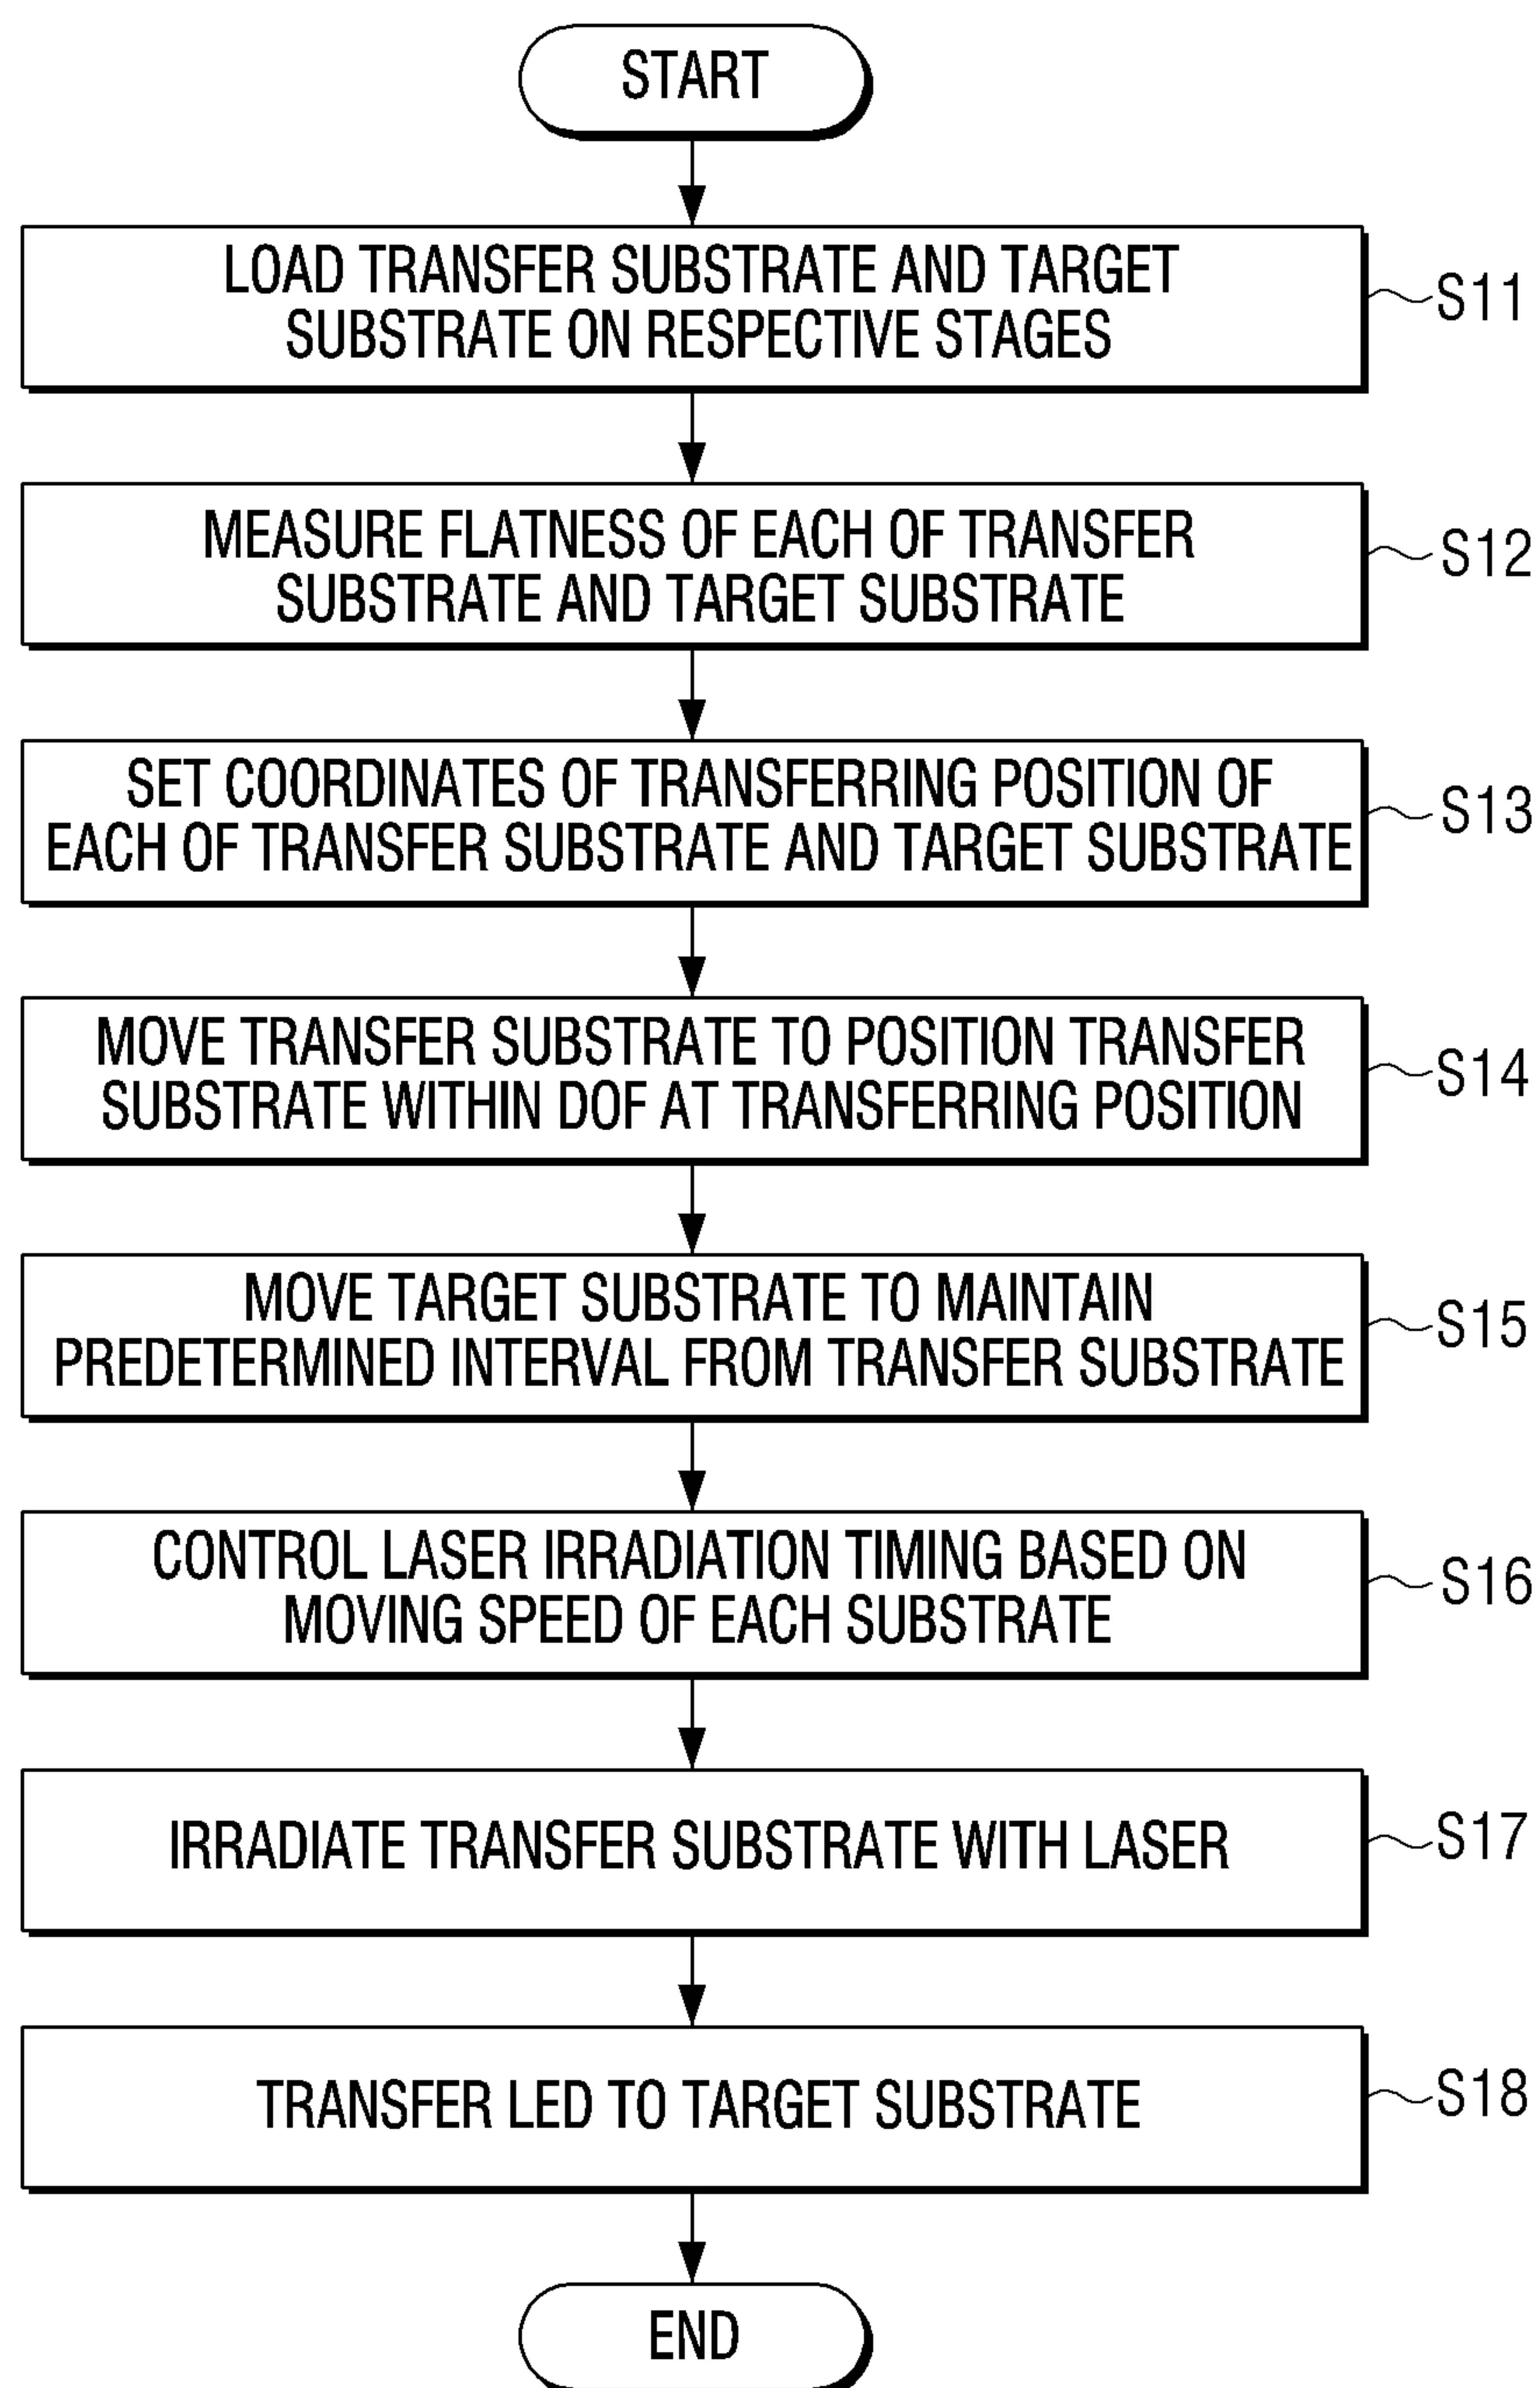 START
LOAD TRANSFER SUBSTRATE AND TARGET
SUBSTRATE ON RESPECTIVE STAGES
S11
MEASURE FLATNESS OF EACH OF TRANSFER
SUBSTRATE AND TARGET SUBSTRATE
S12
SET COORDINATES OF TRANSFERRING POSITION OF
EACH OF TRANSFER SUBSTRATE AND TARGET SUBSTRATE
S13
MOVE TRANSFER SUBSTRATE TO POSITION TRANSFER
SUBSTRATE WITHIN DOF AT TRANSFERRING POSITION
S14
MOVE TARGET SUBSTRATE TO MAINTAIN
PREDETERMINED INTERVAL FROM TRANSFER SUBSTRATE
S15
CONTROL LASER IRRADIATION TIMING BASED ON
MOVING SPEED OF EACH SUBSTRATE
S16
IRRADIATE TRANSFER SUBSTRATE WITH LASER
S17
TRANSFER LED TO TARGET SUBSTRATE
S18
END